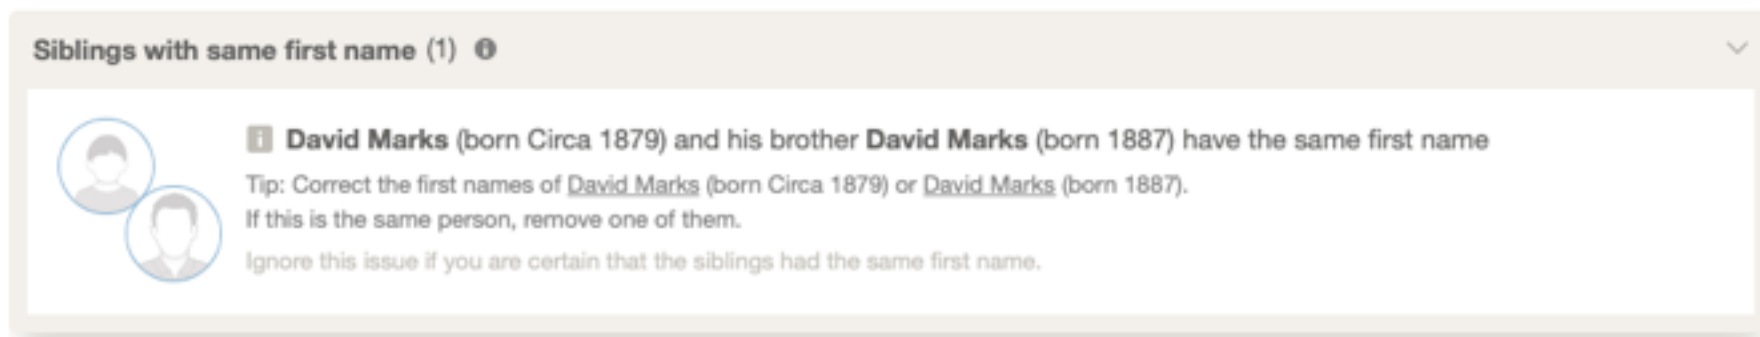 Siblings with same first name (1)
David Marks (born Circa 1879) and his brother David Marks (born 1887) have the same first name
Tip: Correct the first names of David Marks (born Circa 1879) or David Marks (born 1887).
If this is the same person, remove one of them.
Ignore this issue if you are certain that the siblings had the same first name.